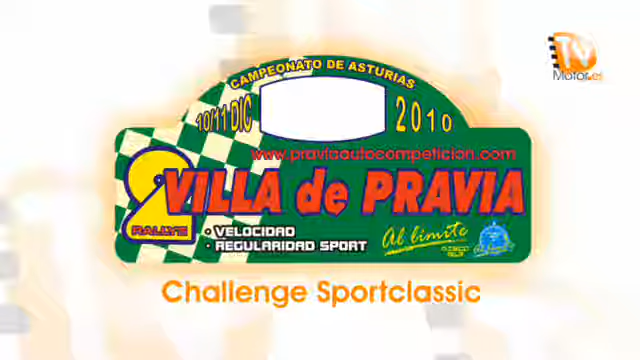 TV
Motor.es
CAMPEONATO DE ASTURIAS
10/11 DIC
2010
www.praviaautocompeticion.com
2º VILLA de PRAVIA
RALLYE
· VELOCIDAD
· REGULARIDAD SPORT
Al límite
Challenge Sportclassic